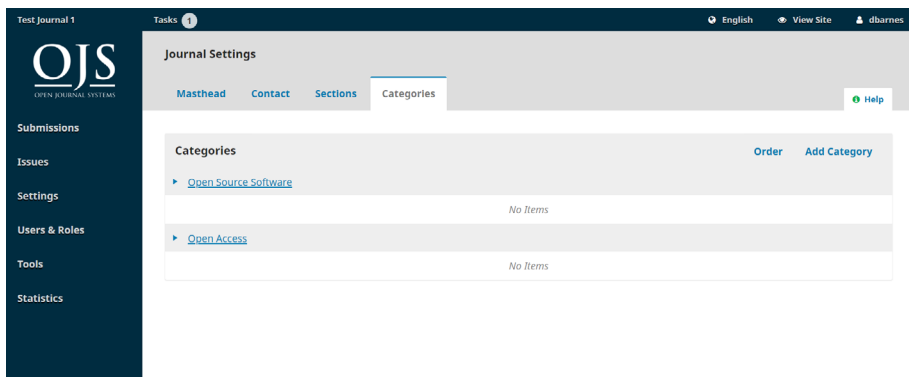 Test Journal 1 Tasks 1 English View Site dbarnes
OJS
OPEN JOURNAL SYSTEMS
Submissions
Issues
Settings
Users & Roles
Tools
Statistics
Journal Settings
Masthead Contact Sections Categories
Help
Categories Order Add Category
Open Source Software
No Items
Open Access
No Items